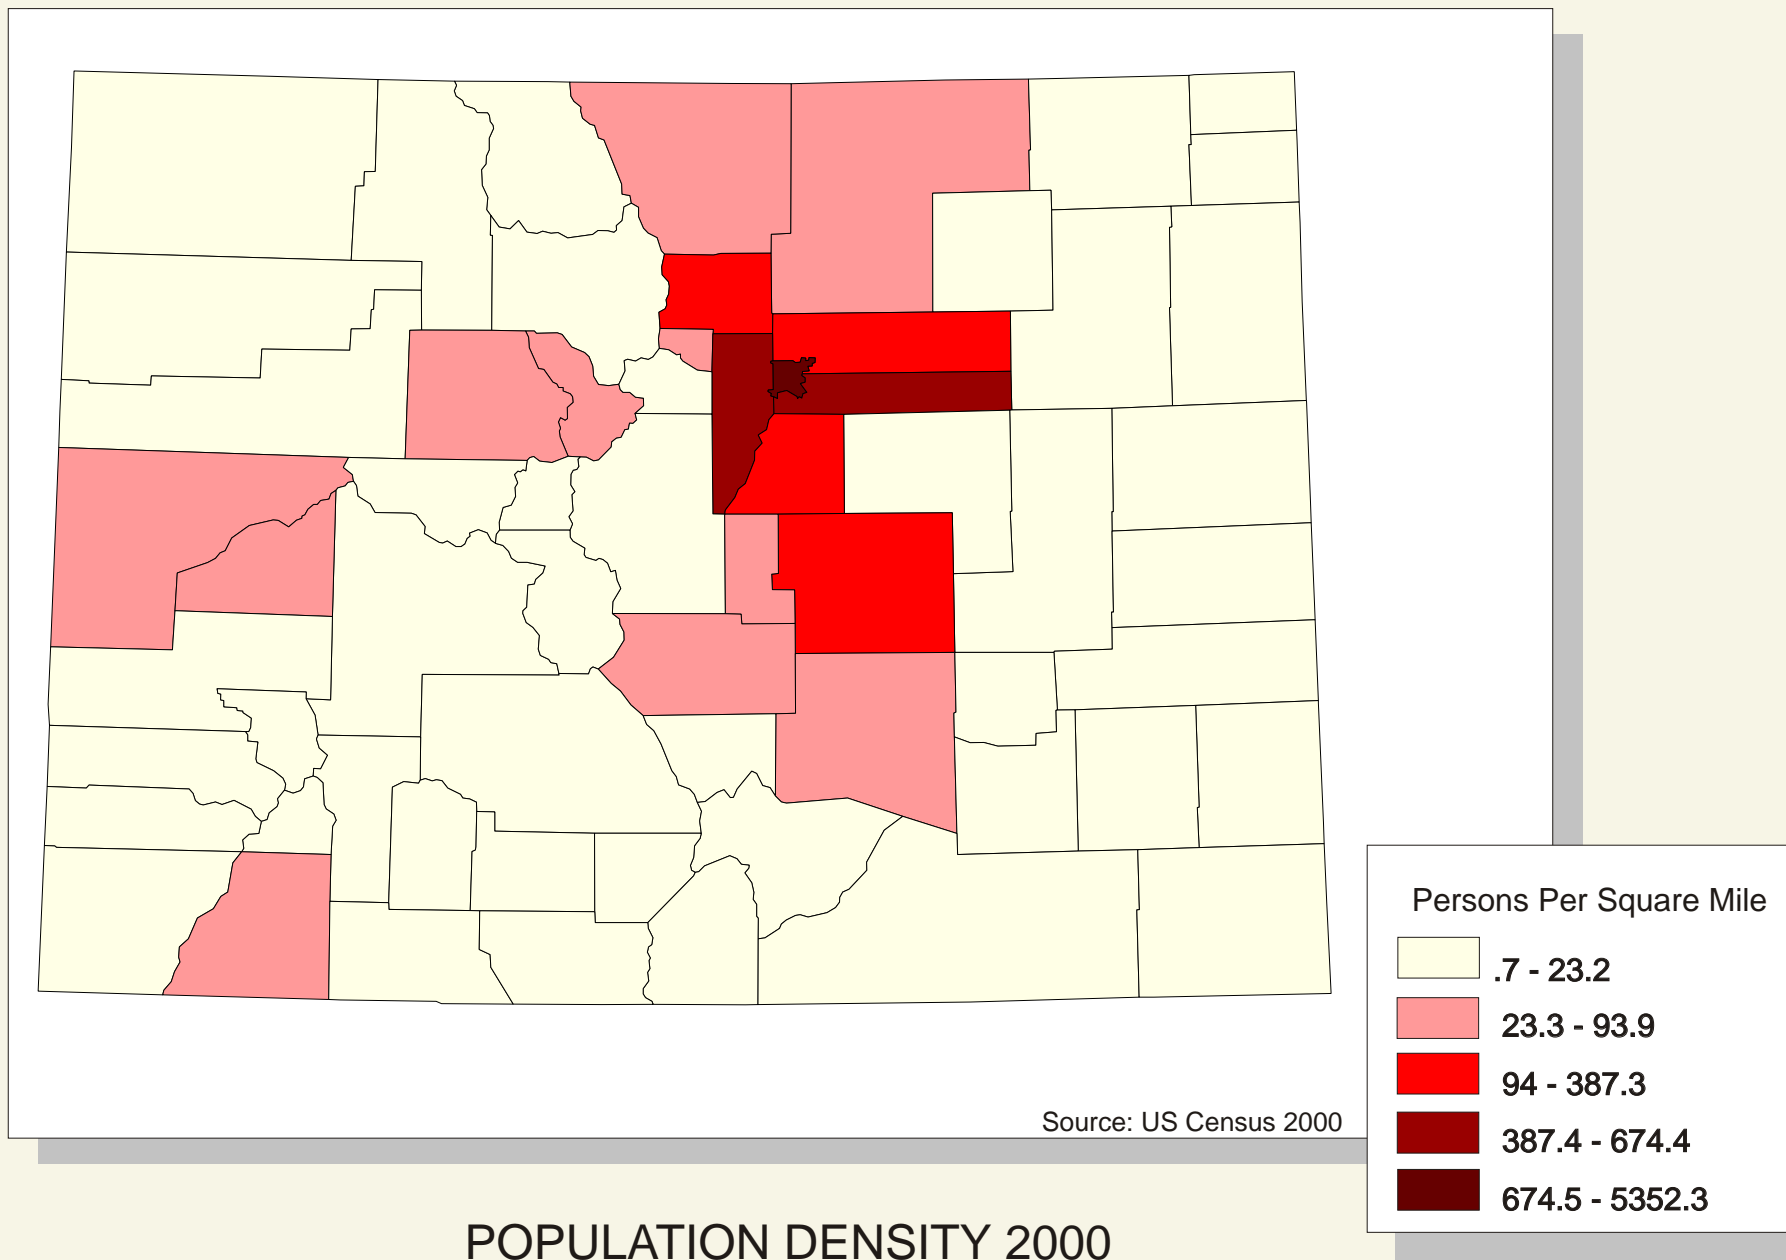 Persons Per Square Mile
.7 - 23.2
23.3 - 93.9
94 - 387.3
387.4 - 674.4
674.5 - 5352.3
Source: US Census 2000
POPULATION DENSITY 2000